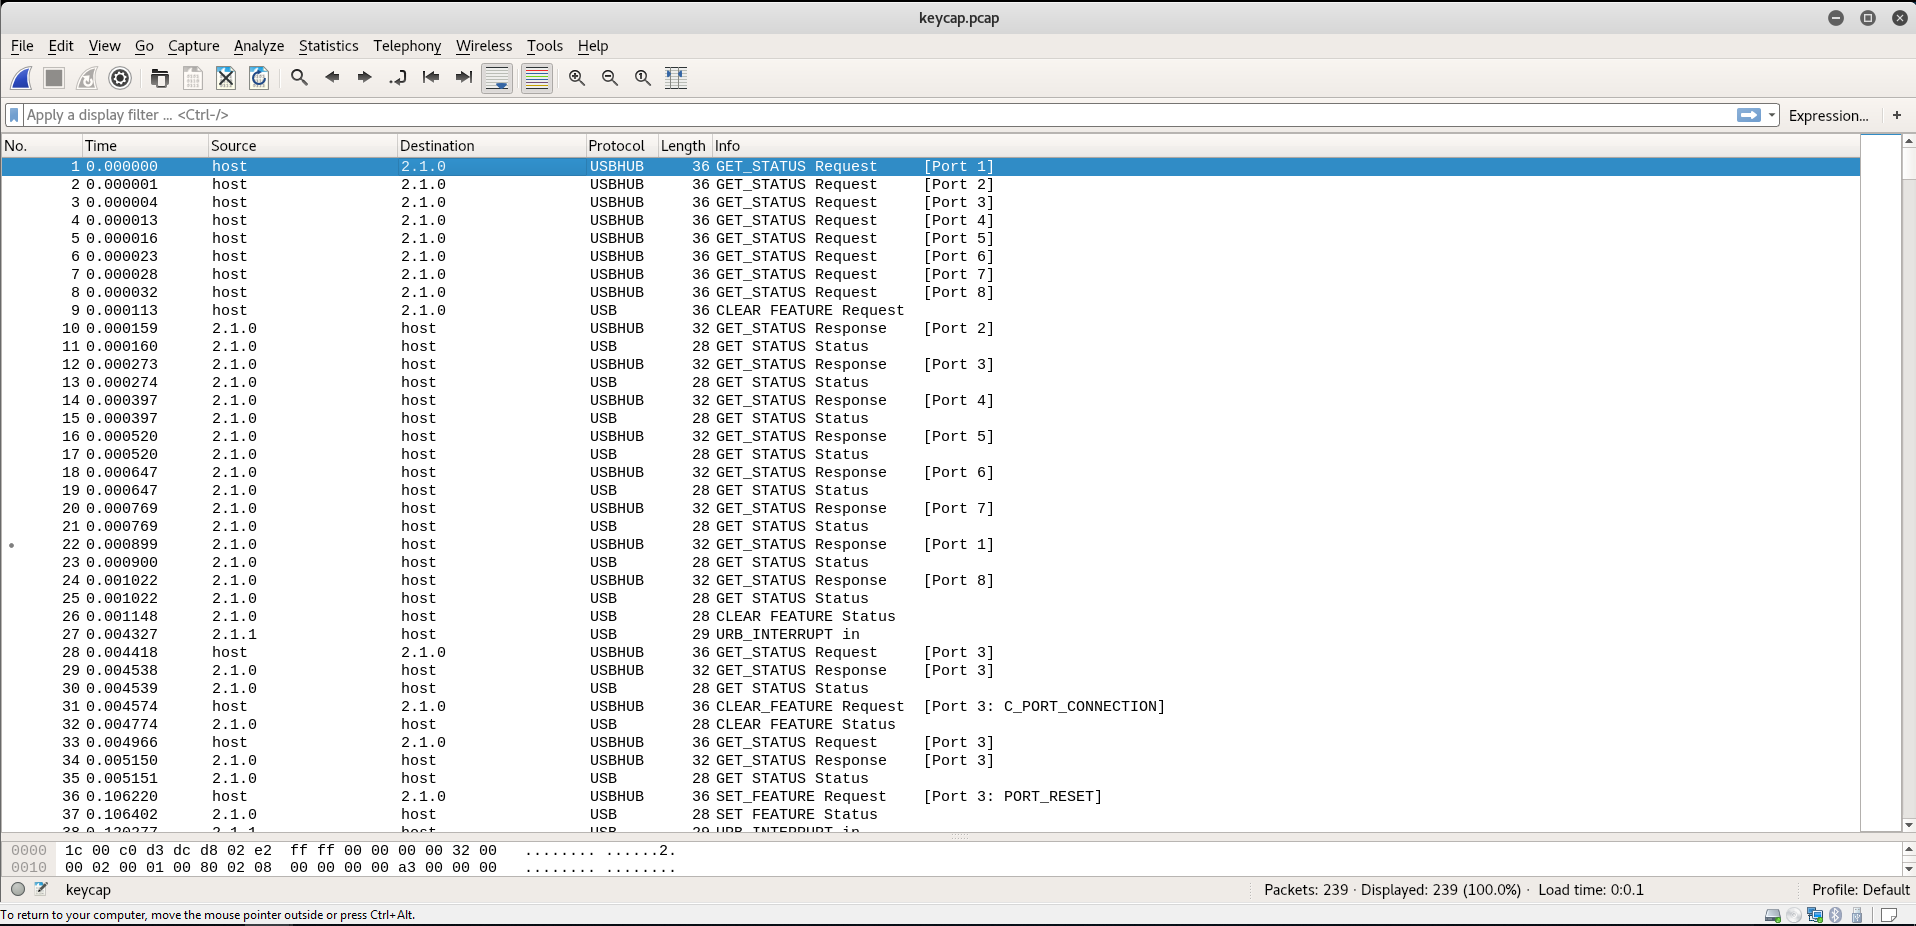 keycap.pcap
File Edit View Go Capture Analyze Statistics Telephony Wireless Tools Help
Apply a display filter ... <Ctrl-/> Expression... +
No. Time Source Destination Protocol Length Info
1 0.000000 host 2.1.0 USBHUB 36 GET_STATUS Request [Port 1]
2 0.000001 host 2.1.0 USBHUB 36 GET_STATUS Request [Port 2]
3 0.000004 host 2.1.0 USBHUB 36 GET_STATUS Request [Port 3]
4 0.000013 host 2.1.0 USBHUB 36 GET_STATUS Request [Port 4]
5 0.000016 host 2.1.0 USBHUB 36 GET_STATUS Request [Port 5]
6 0.000023 host 2.1.0 USBHUB 36 GET_STATUS Request [Port 6]
7 0.000028 host 2.1.0 USBHUB 36 GET_STATUS Request [Port 7]
8 0.000032 host 2.1.0 USBHUB 36 GET_STATUS Request [Port 8]
9 0.000113 host 2.1.0 USB 36 CLEAR FEATURE Request
10 0.000159 2.1.0 host USBHUB 32 GET_STATUS Response [Port 2]
11 0.000160 2.1.0 host USB 28 GET STATUS Status
12 0.000273 2.1.0 host USBHUB 32 GET_STATUS Response [Port 3]
13 0.000274 2.1.0 host USB 28 GET STATUS Status
14 0.000397 2.1.0 host USBHUB 32 GET_STATUS Response [Port 4]
15 0.000397 2.1.0 host USB 28 GET STATUS Status
16 0.000520 2.1.0 host USBHUB 32 GET_STATUS Response [Port 5]
17 0.000520 2.1.0 host USB 28 GET STATUS Status
18 0.000647 2.1.0 host USBHUB 32 GET_STATUS Response [Port 6]
19 0.000647 2.1.0 host USB 28 GET STATUS Status
20 0.000769 2.1.0 host USBHUB 32 GET_STATUS Response [Port 7]
21 0.000769 2.1.0 host USB 28 GET STATUS Status
22 0.000899 2.1.0 host USBHUB 32 GET_STATUS Response [Port 1]
23 0.000900 2.1.0 host USB 28 GET STATUS Status
24 0.001022 2.1.0 host USBHUB 32 GET_STATUS Response [Port 8]
25 0.001022 2.1.0 host USB 28 GET STATUS Status
26 0.001148 2.1.0 host USB 28 CLEAR FEATURE Status
27 0.004327 2.1.1 host USB 29 URB_INTERRUPT in
28 0.004418 host 2.1.0 USBHUB 36 GET_STATUS Request [Port 3]
29 0.004538 2.1.0 host USBHUB 32 GET_STATUS Response [Port 3]
30 0.004539 2.1.0 host USB 28 GET STATUS Status
31 0.004574 host 2.1.0 USBHUB 36 CLEAR_FEATURE Request [Port 3: C_PORT_CONNECTION]
32 0.004774 2.1.0 host USB 28 CLEAR FEATURE Status
33 0.004966 host 2.1.0 USBHUB 36 GET_STATUS Request [Port 3]
34 0.005150 2.1.0 host USBHUB 32 GET_STATUS Response [Port 3]
35 0.005151 2.1.0 host USB 28 GET STATUS Status
36 0.106220 host 2.1.0 USBHUB 36 SET_FEATURE Request [Port 3: PORT_RESET]
37 0.106402 2.1.0 host USB 28 SET FEATURE Status
38 0.120277 2.1.1 host USB 29 URB_INTERRUPT in
0000 1c 00 c0 d3 dc d8 02 e2 ff ff 00 00 00 00 32 00 ........ ......2.
0010 00 02 00 01 00 80 02 08 00 00 00 00 a3 00 00 00 ........ ........
keycap Packets: 239 · Displayed: 239 (100.0%) · Load time: 0:0.1 Profile: Default
To return to your computer, move the mouse pointer outside or press Ctrl+Alt.